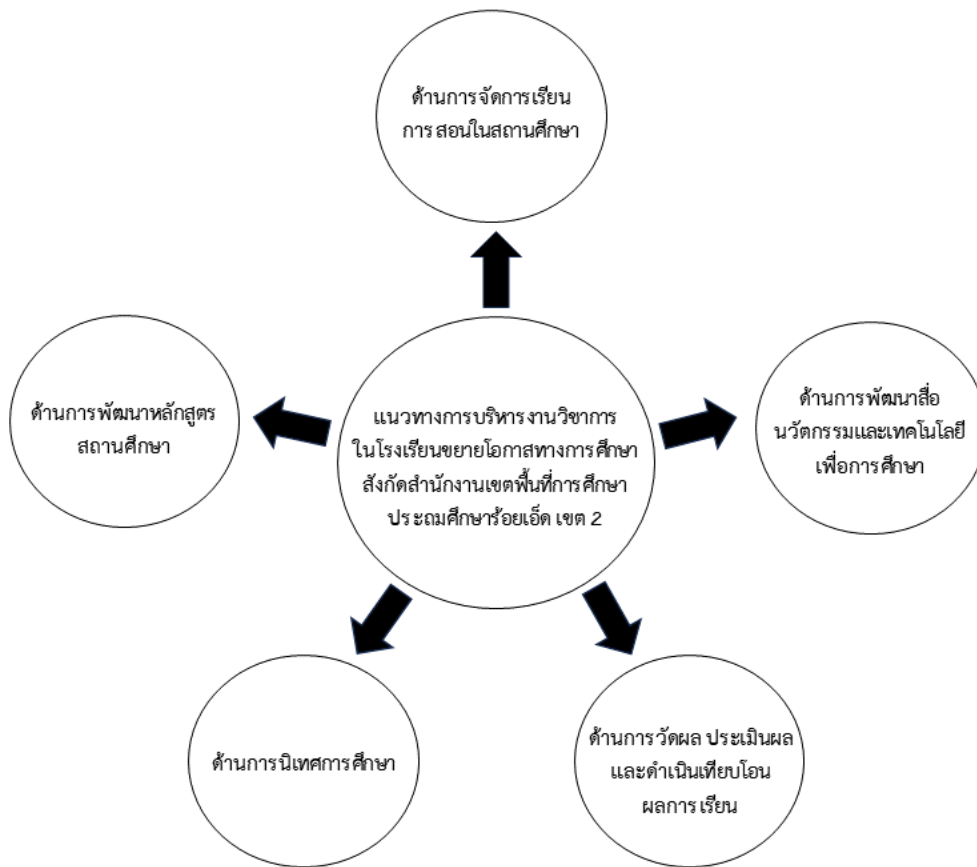 ด้านการจัดการเรียน
การสอนในสถานศึกษา
ด้านการพัฒนาหลักสูตร
สถานศึกษา
แนวทางการบริหารงานวิชาการ
ในโรงเรียนขยายโอกาสทางการศึกษา
สังกัดสำนักงานเขตพื้นที่การศึกษา
ประถมศึกษาร้อยเอ็ด เขต 2
ด้านการพัฒนาสื่อ
นวัตกรรมและเทคโนโลยี
เพื่อการศึกษา
ด้านการนิเทศการศึกษา
ด้านการวัดผล ประเมินผล
และดำเนินเทียบโอน
ผลการเรียน